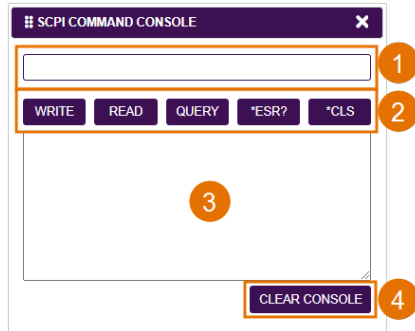 SCPI COMMAND CONSOLE
1
WRITE READ QUERY *ESR? *CLS
2
3
CLEAR CONSOLE
4